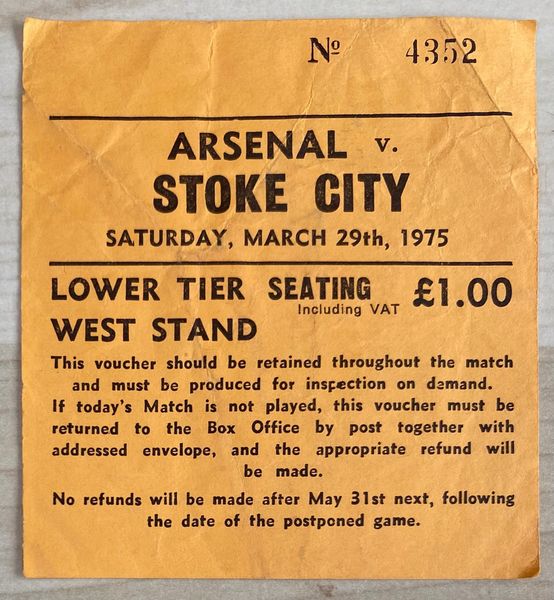 Nº 4352
ARSENAL v.
STOKE CITY
SATURDAY, MARCH 29th, 1975
LOWER TIER SEATING £1.00
Including VAT
WEST STAND
This voucher should be retained throughout the match
and must be produced for inspection on demand.
If today's Match is not played, this voucher must be
returned to the Box Office by post together with
addressed envelope, and the appropriate refund will
be made.
No refunds will be made after May 31st next, following
the date of the postponed game.